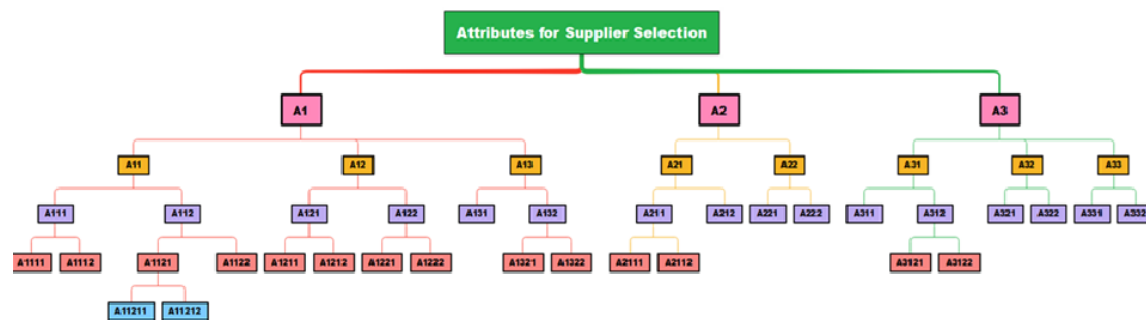 Attributes for Supplier Selection
A1 A2 A3
A11 A12 A13 A21 A22 A31 A32 A33
A111 A112 A121 A122 A131 A132 A211 A212 A221 A222 A311 A312 A321 A322 A331 A332
A1111 A1112 A1121 A1122 A1211 A1212 A1221 A1222 A1321 A1322 A2111 A2112 A3121 A3122
A11211 A11212